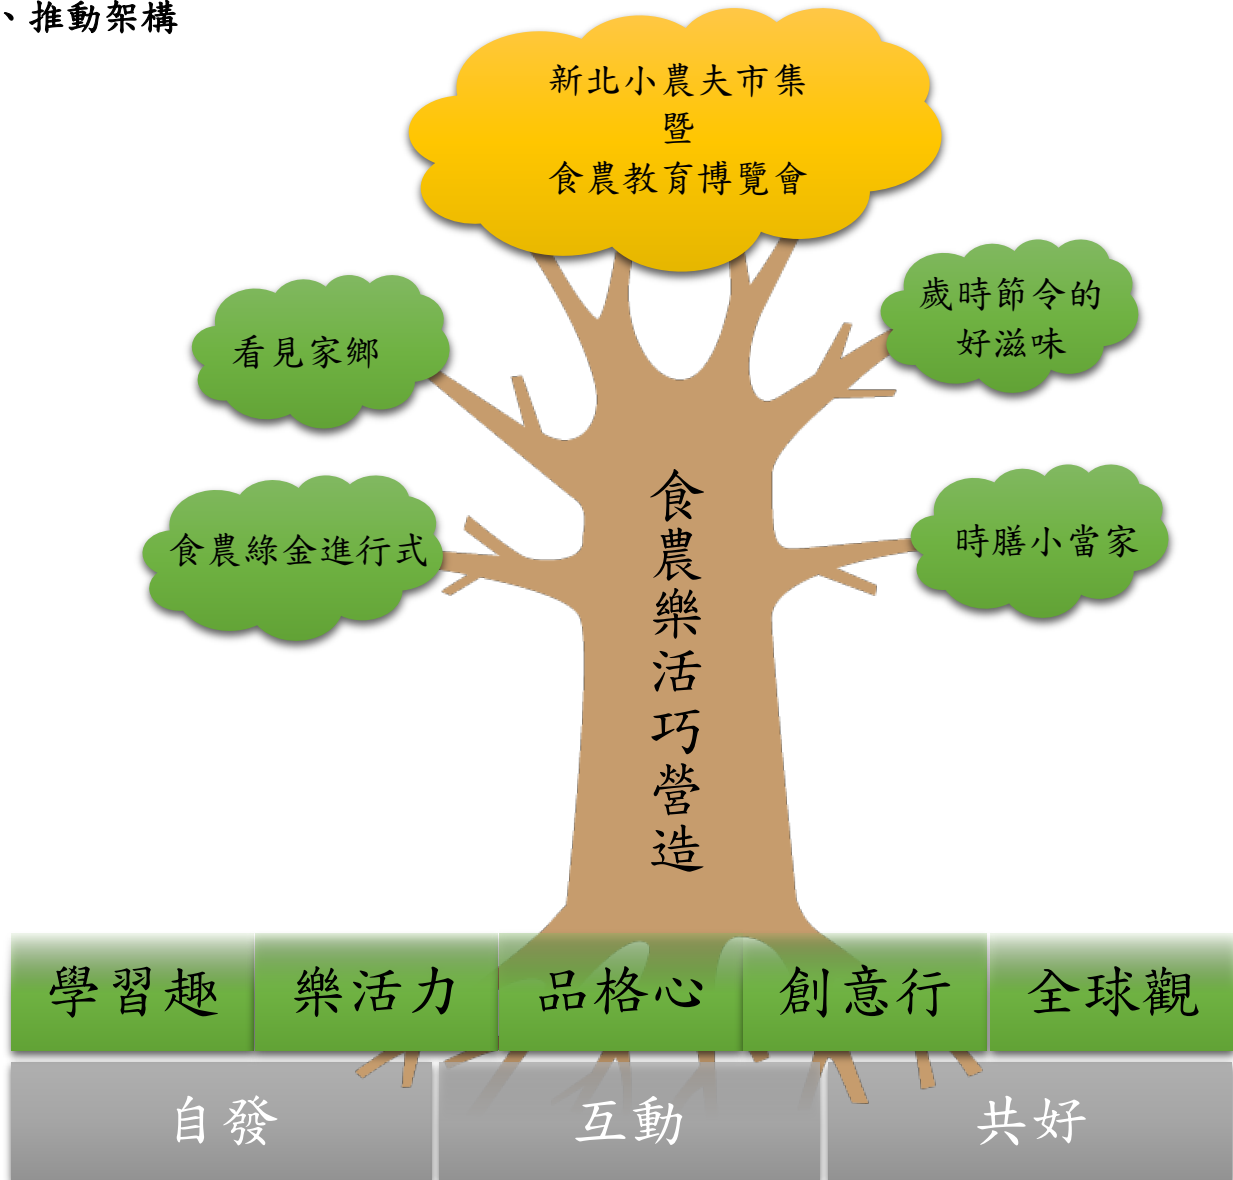 、推動架構
新北小農夫市集
暨
食農教育博覽會
看見家鄉
歲時節令的
好滋味
食農綠金進行式
時膳小當家
食農樂活巧營造
學習趣
樂活力
品格心
創意行
全球觀
自發
互動
共好